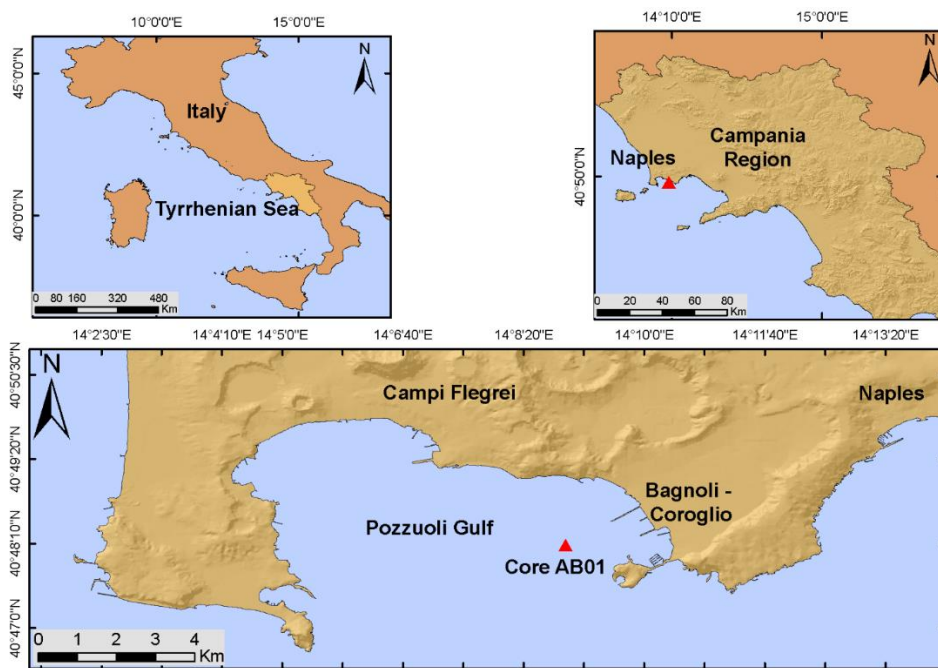 10°0'0"E
15°0'0"E
45°0'0"N
40°0'0"N
N
Italy
Tyrrhenian Sea
0 80 160 320 480
Km
14°10'0"E
15°0'0"E
40°50'0"N
N
Campania
Region
Naples
0 20 40 60 80
Km
14°2'30"E
14°4'10"E
14°5'0"E
14°6'40"E
14°8'20"E
14°10'0"E
14°11'40"E
14°13'20"E
40°50'30"N
40°49'20"N
40°48'10"N
40°47'0"N
N
Campi Flegrei
Naples
Bagnoli -
Coroglio
Pozzuoli Gulf
Core AB01
0 1 2 3 4
Km